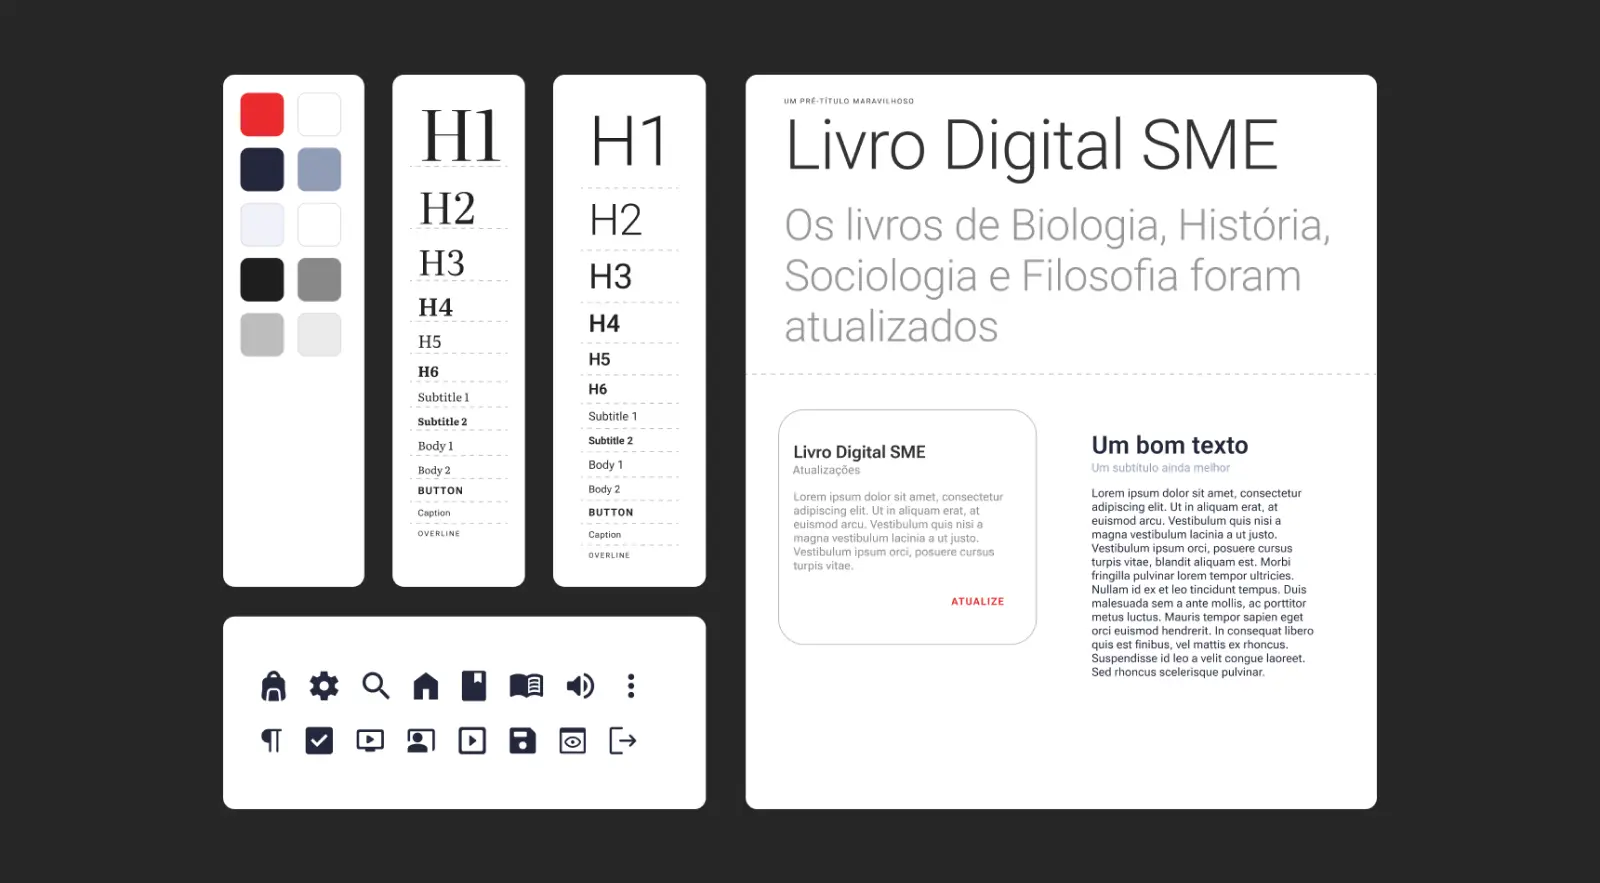 H1
H2
H3
H4
H5
H6
Subtitle 1
Subtitle 2
Body 1
Body 2
BUTTON
Caption
OVERLINE
H1
H2
H3
H4
H5
H6
Subtitle 1
Subtitle 2
Body 1
Body 2
BUTTON
Caption
OVERLINE
UM PRÉ-TÍTULO MARAVILHOSO
Livro Digital SME
Os livros de Biologia, História,
Sociologia e Filosofia foram
atualizados
Livro Digital SME
Atualizações
Lorem ipsum dolor sit amet, consectetur
adipiscing elit. Ut in aliquam erat, at
euismod arcu. Vestibulum quis nisi a
magna vestibulum lacinia a ut justo.
Vestibulum ipsum orci, posuere cursus
turpis vitae.
ATUALIZE
Um bom texto
Um subtítulo ainda melhor
Lorem ipsum dolor sit amet, consectetur
adipiscing elit. Ut in aliquam erat, at
euismod arcu. Vestibulum quis nisi a
magna vestibulum lacinia a ut justo.
Vestibulum ipsum orci, posuere cursus
turpis vitae, blandit aliquam est. Morbi
fringilla pulvinar lorem tempor ultricies.
Nullam id ex et leo tincidunt tempus. Duis
malesuada sem a ante mollis, ac porttitor
metus luctus. Mauris tempor sapien eget
orci euismod hendrerit. In consequat libero
quis est finibus, vel mattis ex rhoncus.
Suspendisse id leo a velit congue laoreet.
Sed rhoncus scelerisque pulvinar.